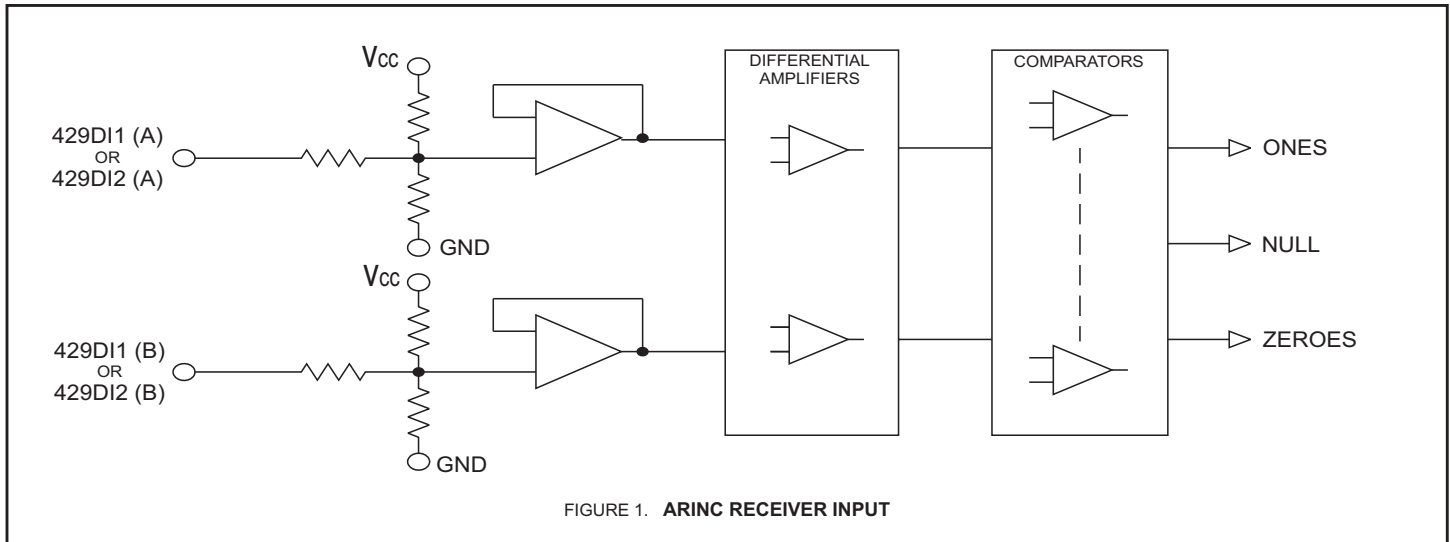 DIFFERENTIAL
AMPLIFIERS
COMPARATORS
Vcc
429DI1 (A)
OR
429DI2 (A)
GND
ONES
NULL
ZEROES
Vcc
429DI1 (B)
OR
429DI2 (B)
GND
FIGURE 1. ARINC RECEIVER INPUT